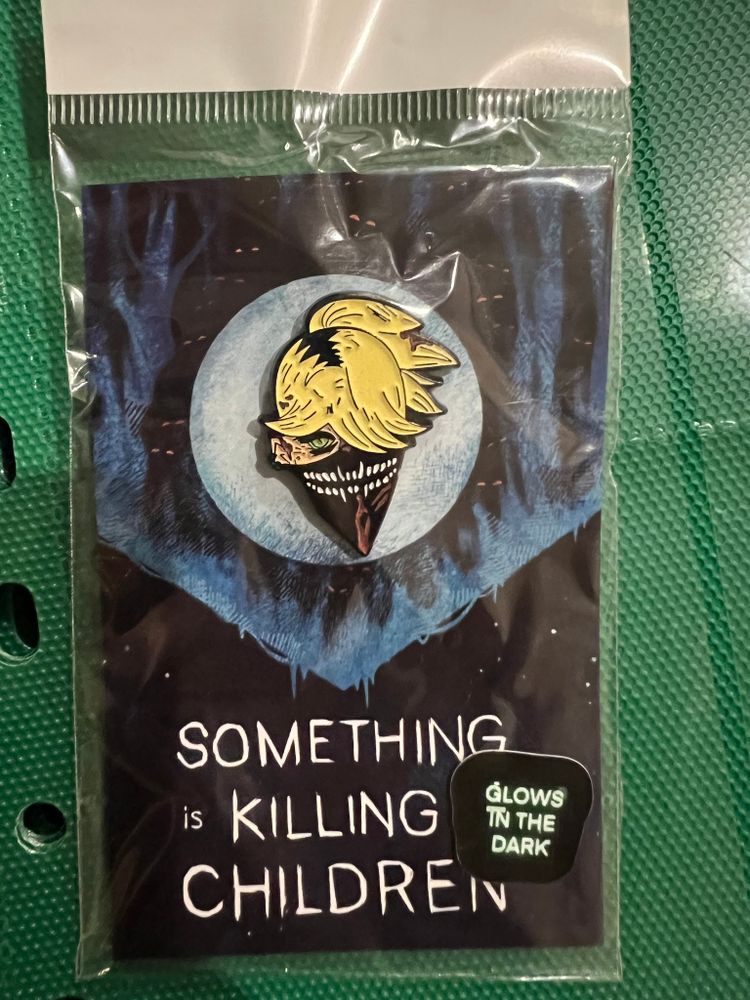 SOMETHING
is KILLING
CHILDREN
GLOWS
IN THE
DARK